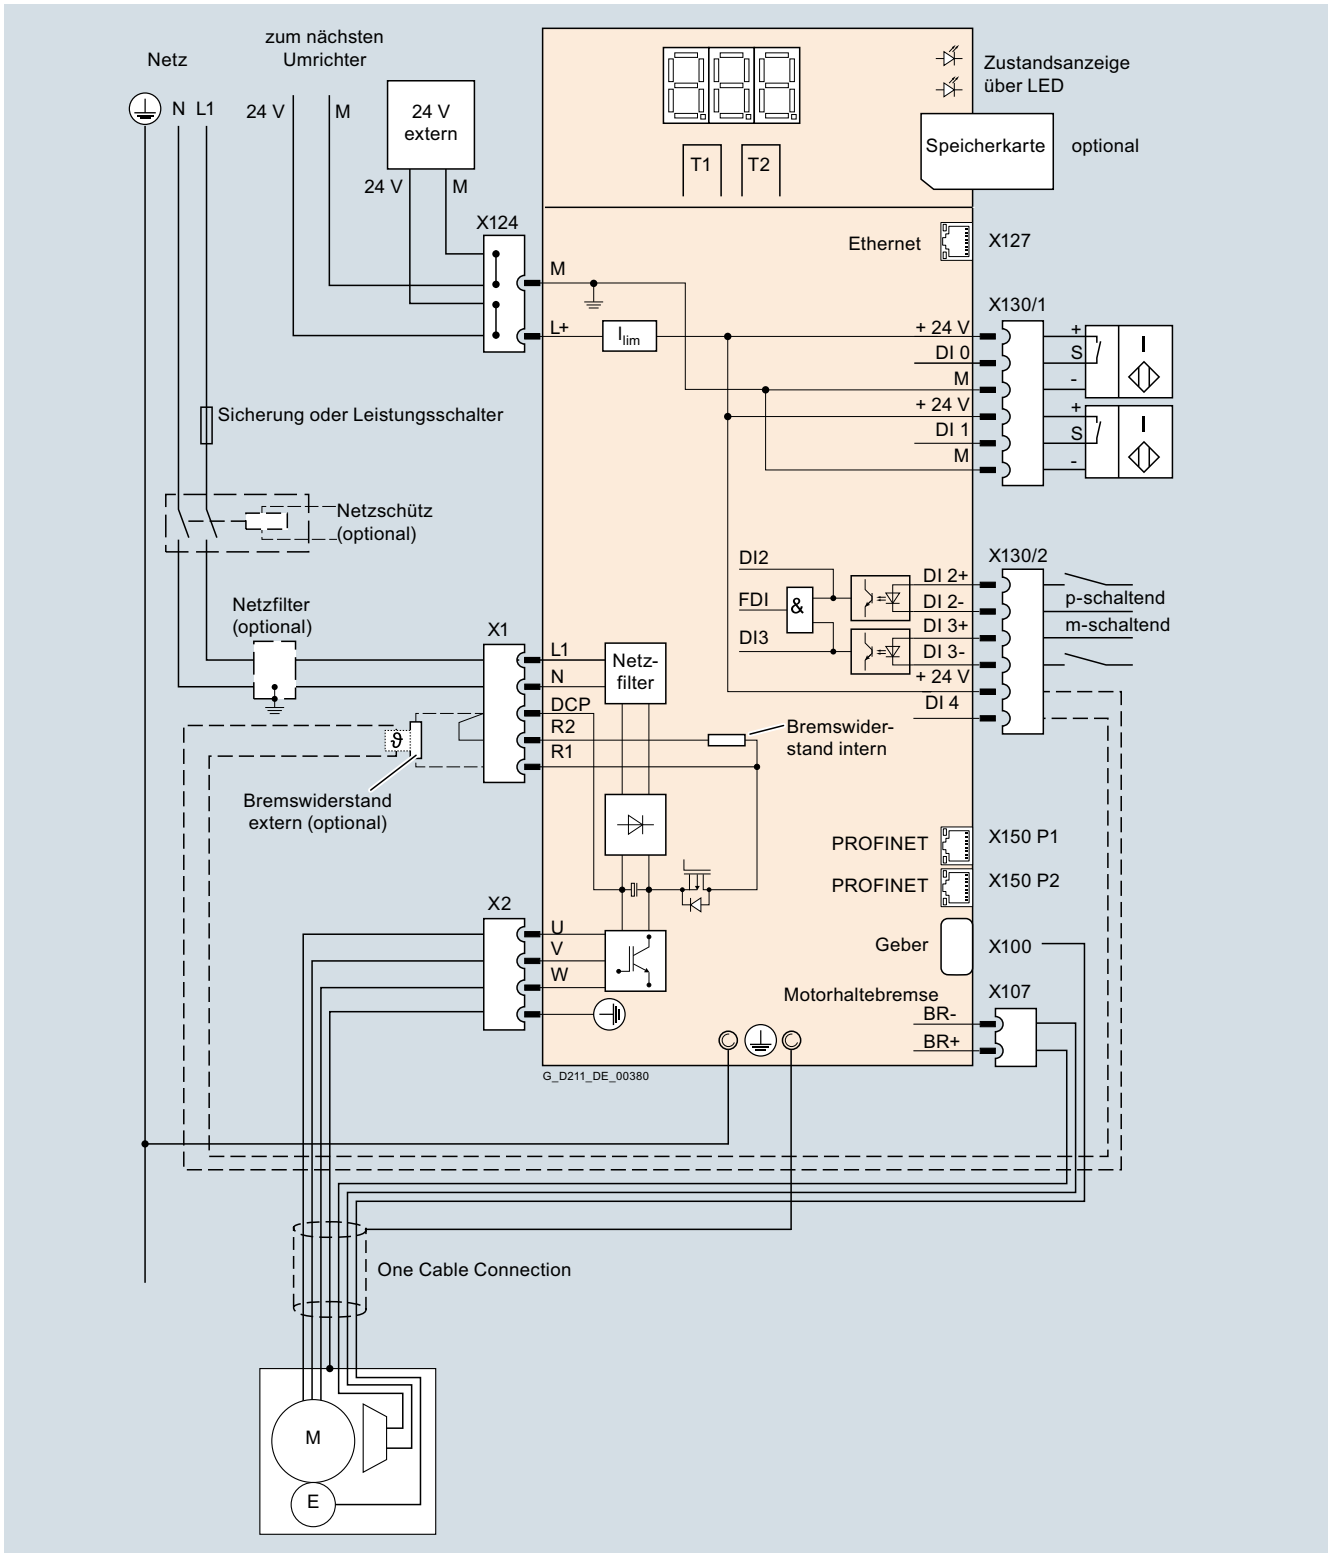 zum nächsten
Umrichter
Netz
N L1
24 V
M
24 V
extern
24 V
M
X124
Zustandsanzeige
über LED
Speicherkarte
optional
T1
T2
Ethernet
X127
M
L+
Ilim
X130/1
+ 24 V
DI 0
M
+ 24 V
DI 1
M
+
S
-
I
+
S
-
I
Sicherung oder Leistungsschalter
Netzschütz
(optional)
Netzfilter
(optional)
X130/2
DI2
FDI
&
DI3
DI 2+
DI 2-
DI 3+
DI 3-
+ 24 V
DI 4
p-schaltend
m-schaltend
X1
L1
N
DCP
R2
R1
Netz-
filter
Bremswider-
stand intern
ϑ
Bremswiderstand
extern (optional)
PROFINET
X150 P1
PROFINET
X150 P2
X2
U
V
W
Geber
X100
Motorhaltebremse
X107
BR-
BR+
G_D211_DE_00380
One Cable Connection
M
E